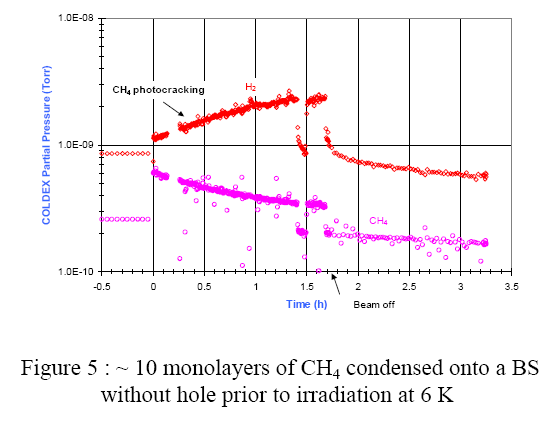 1.0E-08
CH4 photocracking
H2
1.0E-09
CH4
1.0E-10
-0.5 0 0.5 1 1.5 2 2.5 3 3.5
COLDEX Partial Pressure (Torr)
Time (h)
Beam off
Figure 5 : ~ 10 monolayers of CH4 condensed onto a BS
without hole prior to irradiation at 6 K